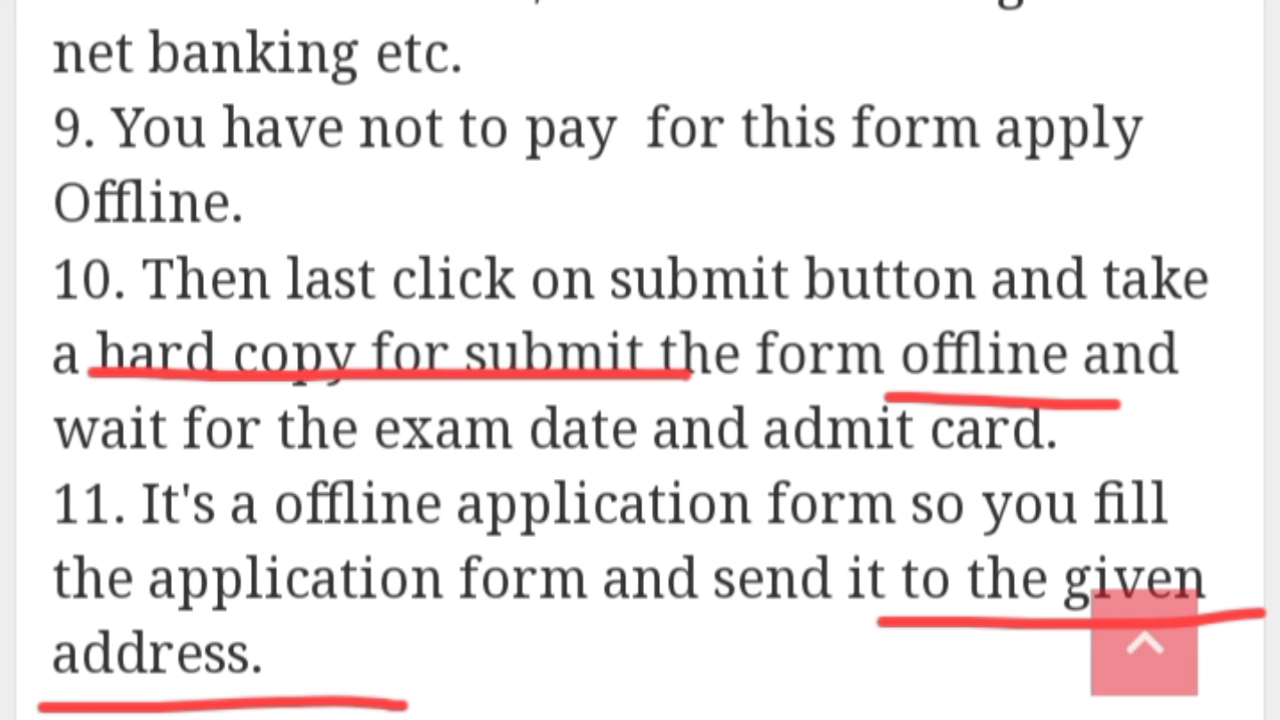 net banking etc.
9. You have not to pay  for this form apply
Offline.
10. Then last click on submit button and take
a hard copy for submit the form offline and
wait for the exam date and admit card.
11. It's a offline application form so you fill
the application form and send it to the given
address.